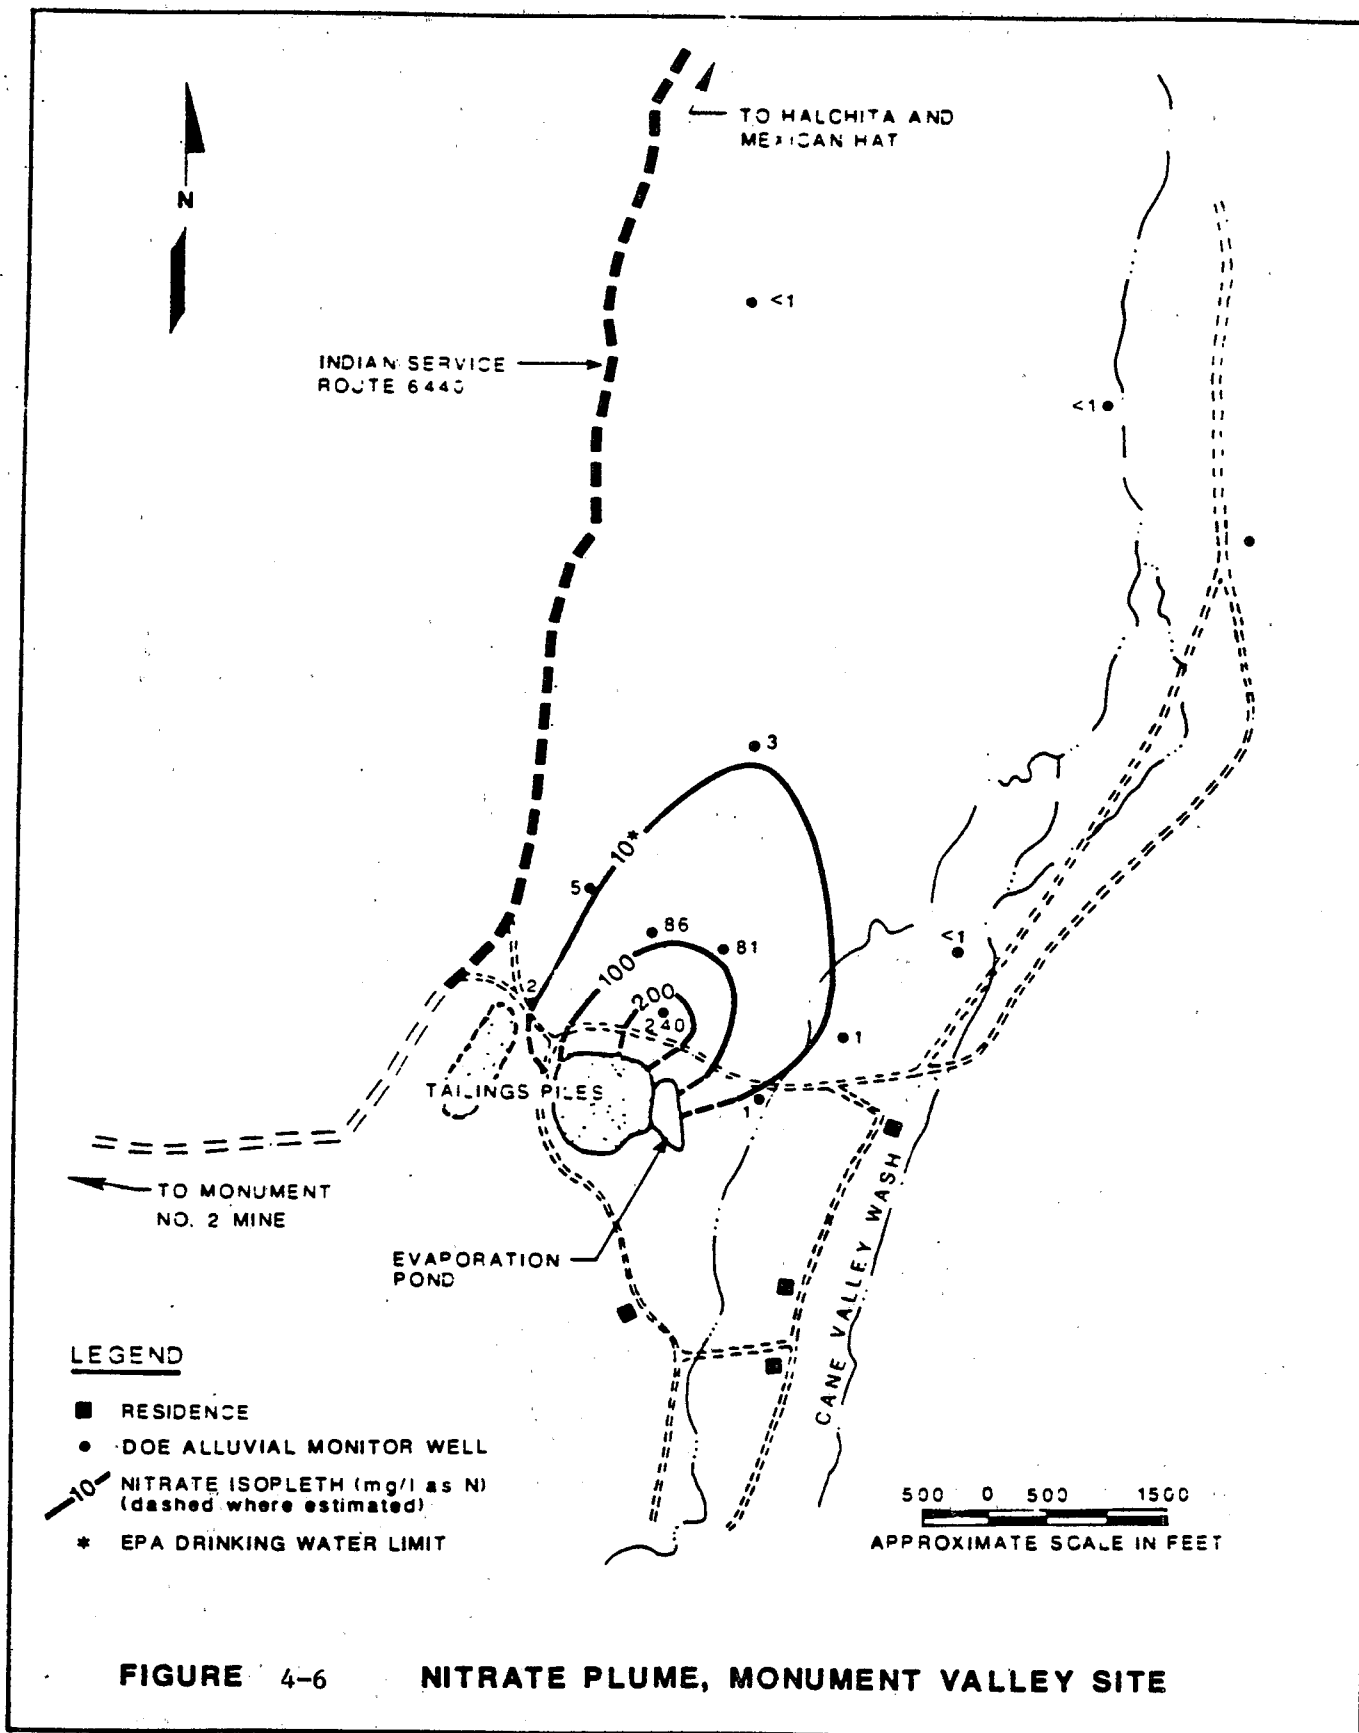 TO HALCHITA AND
MEXICAN HAT
N
<1
INDIAN SERVICE
ROUTE 6440
<1
3
10*
5
86
81
<1
100
2
200
240
1
TAILINGS PILES
1
TO MONUMENT
NO. 2 MINE
EVAPORATION
POND
CANE VALLEY WASH
LEGEND
RESIDENCE
DOE ALLUVIAL MONITOR WELL
10
NITRATE ISOPLETH (mg/l as N)
(dashed where estimated)
* EPA DRINKING WATER LIMIT
500 0 500 1500
APPROXIMATE SCALE IN FEET
FIGURE 4-6 NITRATE PLUME, MONUMENT VALLEY SITE